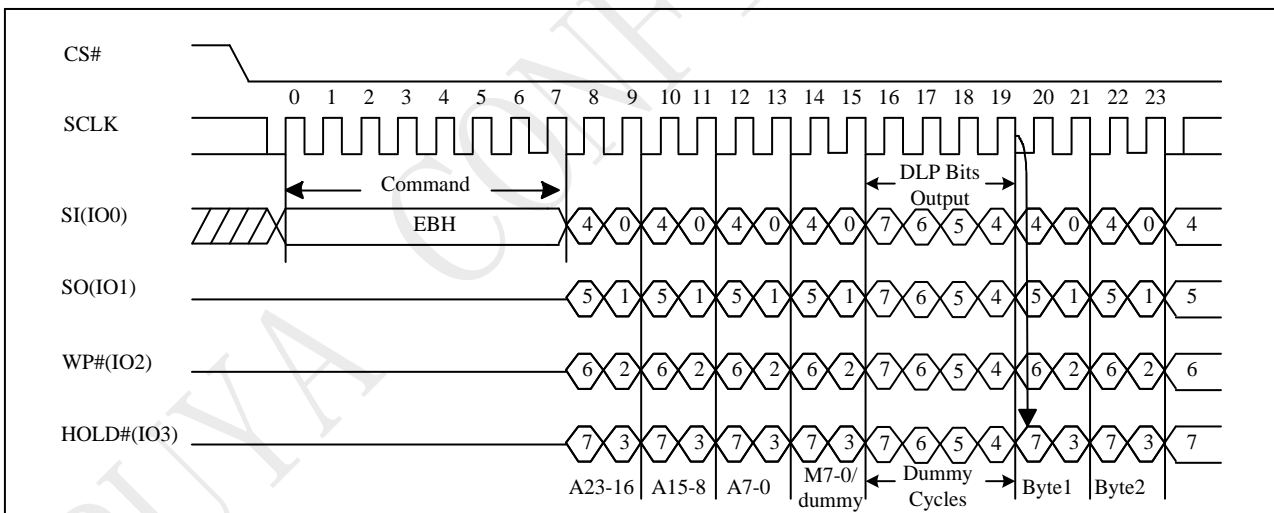 CS#
0 1 2 3 4 5 6 7 8 9 10 11 12 13 14 15 16 17 18 19 20 21 22 23
SCLK
Command
DLP Bits
Output
SI(IO0)
EBH
4 0 4 0 4 0 4 0 7 6 5 4 4 0 4 0 4
SO(IO1)
5 1 5 1 5 1 5 1 7 6 5 4 5 1 5 1 5
WP#(IO2)
6 2 6 2 6 2 6 2 7 6 5 4 6 2 6 2 6
HOLD#(IO3)
7 3 7 3 7 3 7 3 7 6 5 4 7 3 7 3 7
A23-16 A15-8 A7-0
M7-0/
dummy
Dummy
Cycles
Byte1 Byte2
PUYA CONF